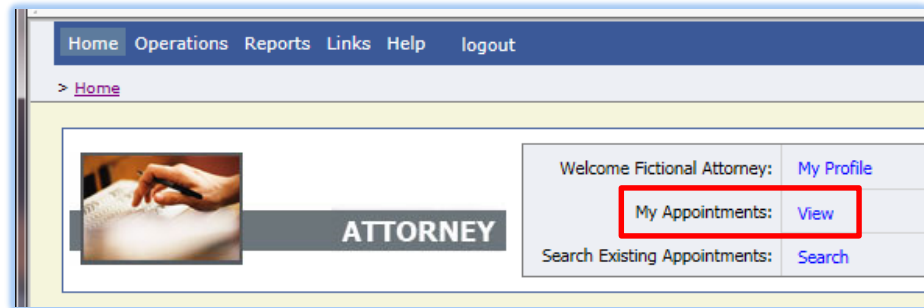 Home Operations Reports Links Help logout
> Home
ATTORNEY
Welcome Fictional Attorney: My Profile
My Appointments: View
Search Existing Appointments: Search